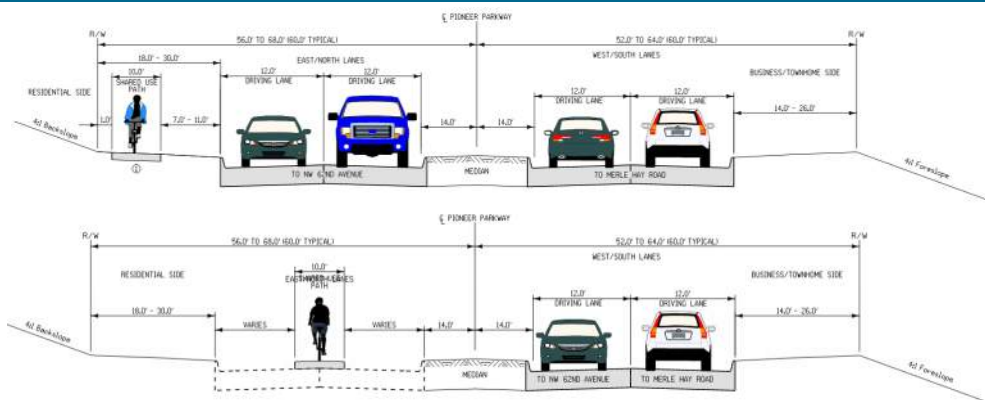 ℄ PIONEER PARKWAY
R/W
R/W
56.0' TO 68.0' (60.0' TYPICAL)
52.0' TO 64.0' (60.0' TYPICAL)
18.0' - 30.0'
EAST/NORTH LANES
WEST/SOUTH LANES
10.0'
SHARED USE
PATH
12.0'
DRIVING LANE
12.0'
DRIVING LANE
12.0'
DRIVING LANE
12.0'
DRIVING LANE
BUSINESS/TOWNHOME SIDE
RESIDENTIAL SIDE
1.0'
7.0' - 11.0'
14.0'
14.0'
14.0' - 26.0'
4:1 Backslope
4:1 Foreslope
①
TO NW 62ND AVENUE
MEDIAN
TO MERLE HAY ROAD
℄ PIONEER PARKWAY
R/W
R/W
56.0' TO 68.0' (60.0' TYPICAL)
52.0' TO 64.0' (60.0' TYPICAL)
WEST/SOUTH LANES
RESIDENTIAL SIDE
10.0'
PATH
BUSINESS/TOWNHOME SIDE
12.0'
DRIVING LANE
12.0'
DRIVING LANE
18.0' - 30.0'
VARIES
VARIES
14.0'
14.0'
14.0' - 26.0'
4:1 Backslope
4:1 Foreslope
MEDIAN
TO NW 62ND AVENUE
TO MERLE HAY ROAD